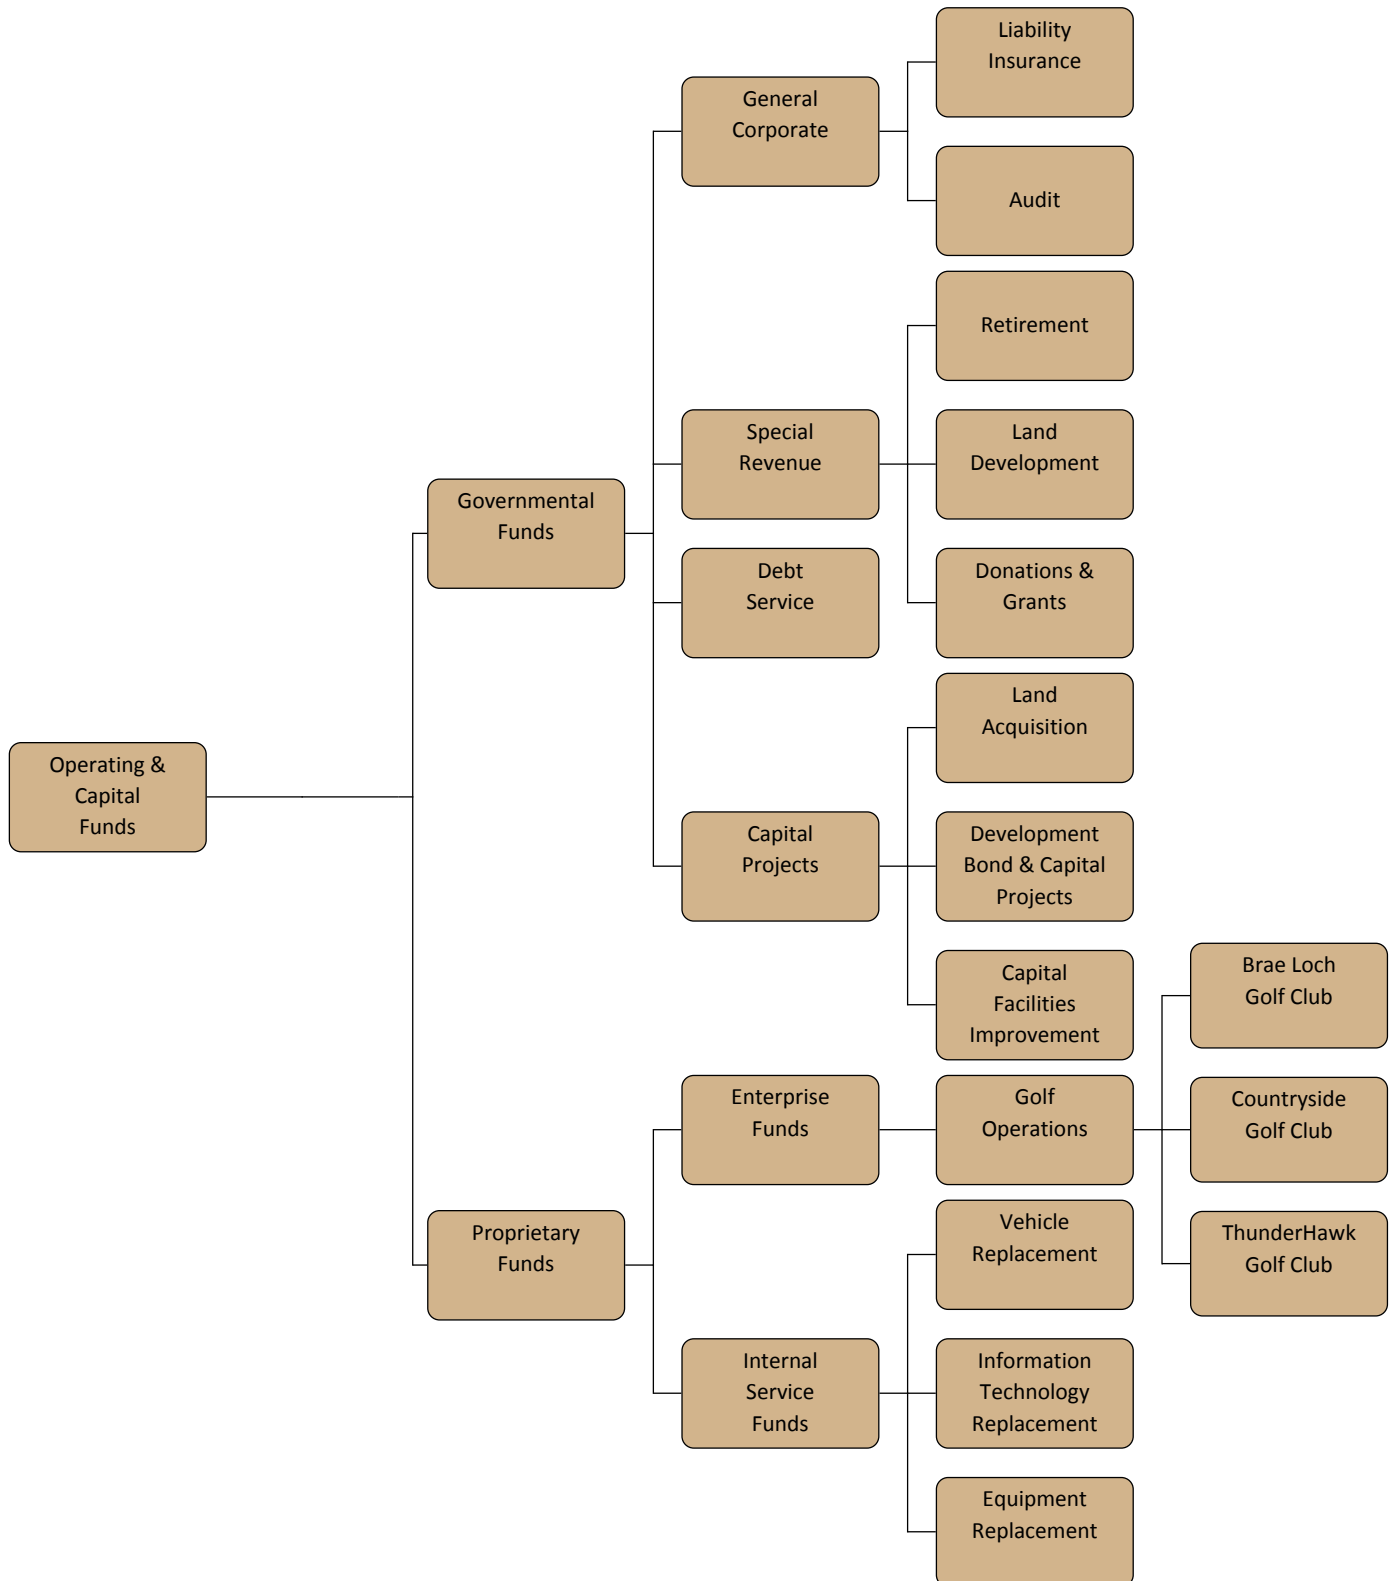 Liability
Insurance
General
Corporate
Audit
Retirement
Special
Revenue
Land
Development
Governmental
Funds
Debt
Service
Donations &
Grants
Land
Acquisition
Operating &
Capital
Funds
Capital
Projects
Development
Bond & Capital
Projects
Capital
Facilities
Improvement
Brae Loch
Golf Club
Enterprise
Funds
Golf
Operations
Countryside
Golf Club
Proprietary
Funds
Vehicle
Replacement
ThunderHawk
Golf Club
Internal
Service
Funds
Information
Technology
Replacement
Equipment
Replacement